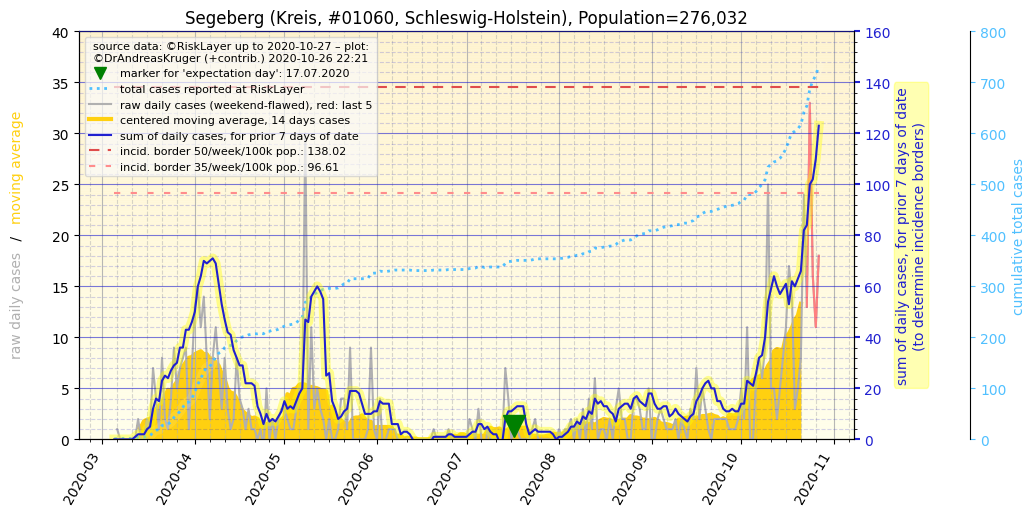 Segeberg (Kreis, #01060, Schleswig-Holstein), Population=276,032
source data: ©RiskLayer up to 2020-10-27 – plot:
©DrAndreasKruger (+contrib.) 2020-10-26 22:21
marker for 'expectation day': 17.07.2020
total cases reported at RiskLayer
raw daily cases (weekend-flawed), red: last 5
centered moving average, 14 days cases
sum of daily cases, for prior 7 days of date
incid. border 50/week/100k pop.: 138.02
incid. border 35/week/100k pop.: 96.61
raw daily cases / moving average
40
35
30
25
20
15
10
5
0
2020-03
2020-04
2020-05
2020-06
2020-07
2020-08
2020-09
2020-10
2020-11
160
140
120
100
80
60
40
20
0
sum of daily cases, for prior 7 days of date
(to determine incidence borders)
800
700
600
500
400
300
200
100
0
cumulative total cases